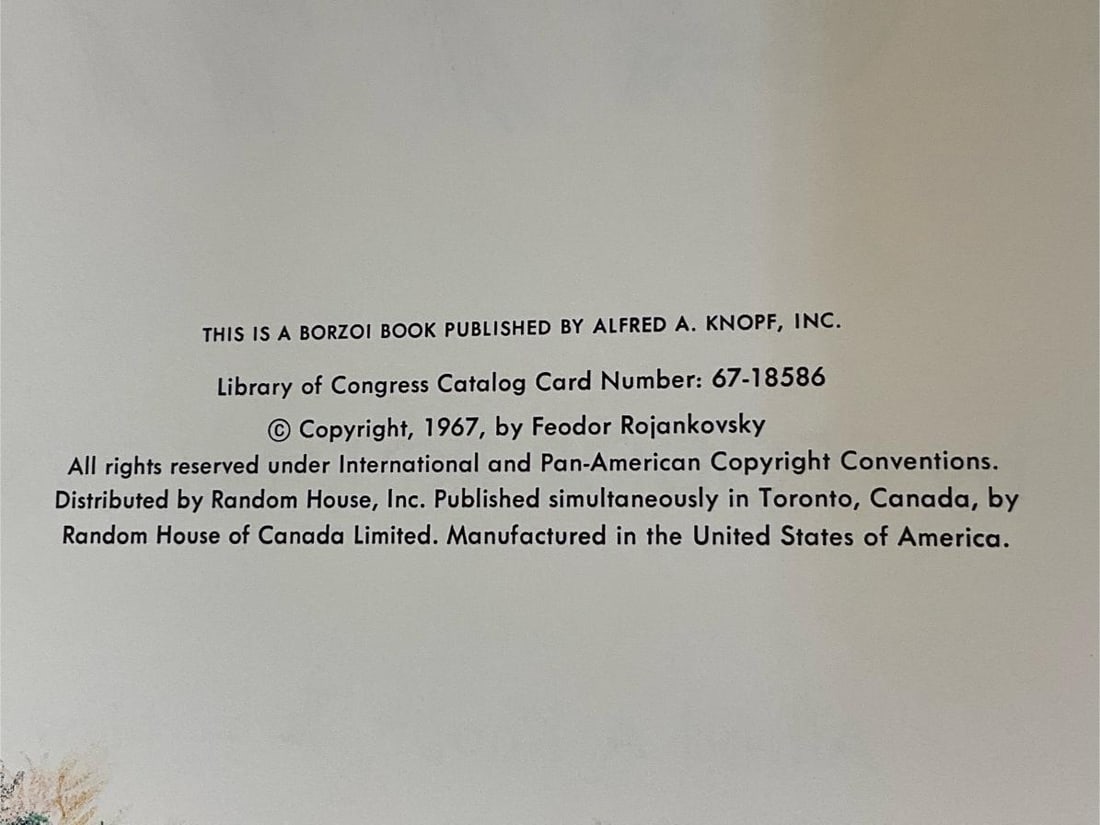 THIS IS A BORZOI BOOK PUBLISHED BY ALFRED A. KNOPF, INC.
Library of Congress Catalog Card Number: 67-18586
© Copyright, 1967, by Feodor Rojankovsky
All rights reserved under International and Pan-American Copyright Conventions.
Distributed by Random House, Inc. Published simultaneously in Toronto, Canada, by
Random House of Canada Limited. Manufactured in the United States of America.